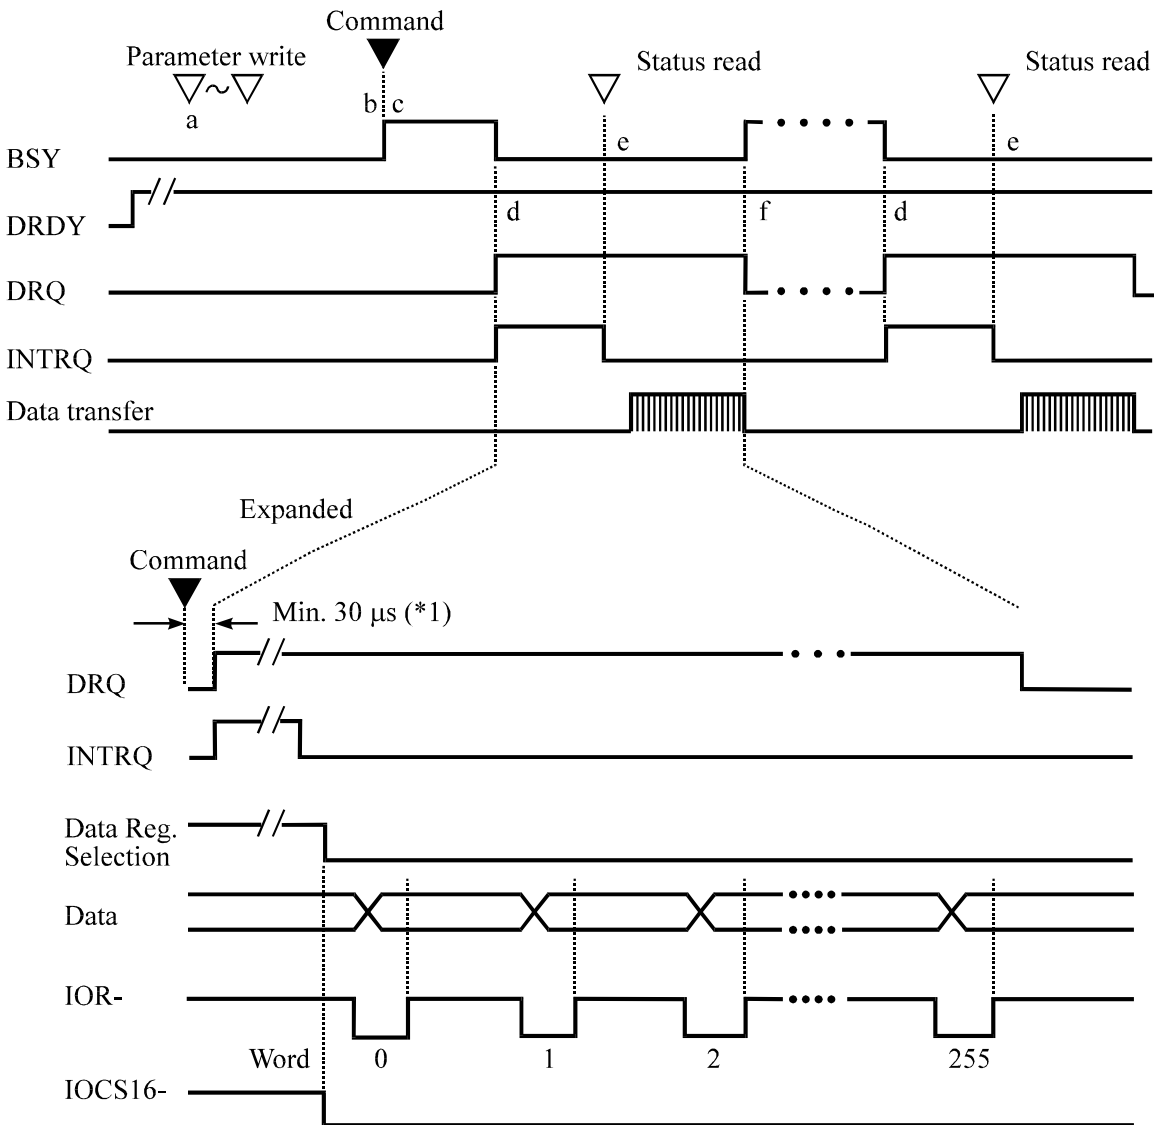 Command
Parameter write
Status read
Status read
b c
a
e
e
BSY
d
f
d
DRDY
DRQ
INTRQ
Data transfer
Expanded
Command
Min. 30 μs (*1)
DRQ
INTRQ
Data Reg.
Selection
Data
IOR-
Word 0 1 2 255
IOCS16-